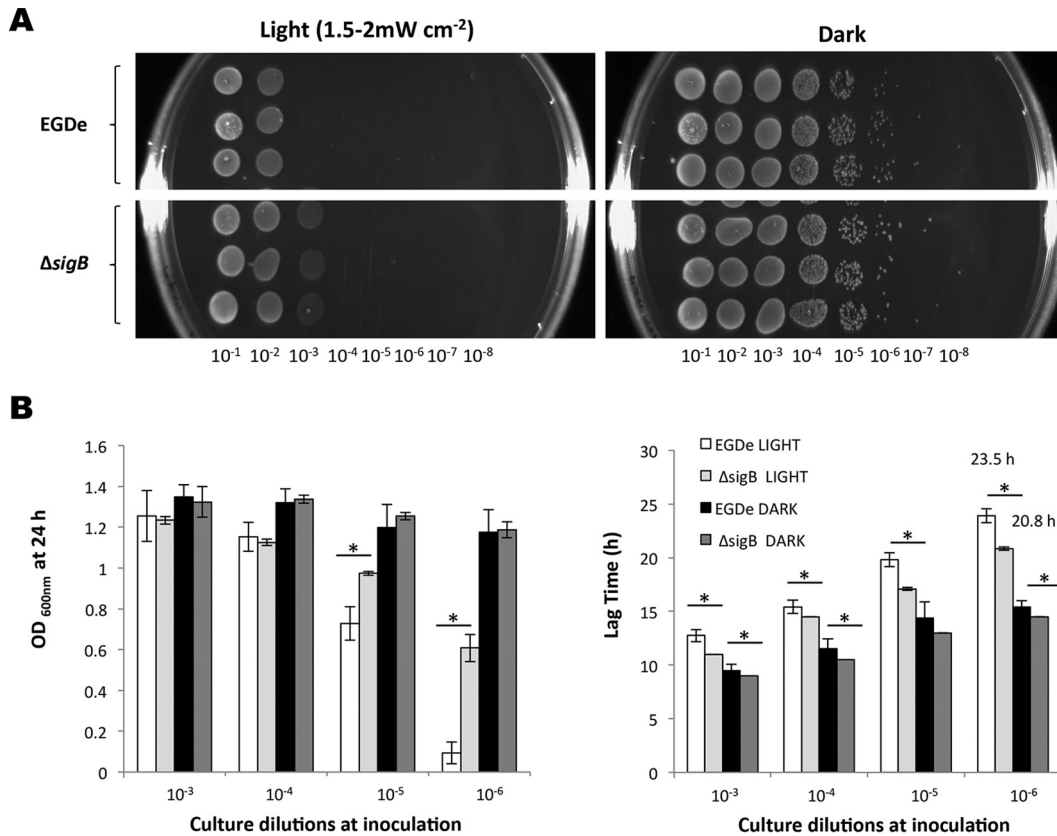 A
Light (1.5-2mW cm⁻²)
Dark
EGDe
ΔsigB
10⁻¹ 10⁻² 10⁻³ 10⁻⁴ 10⁻⁵ 10⁻⁶ 10⁻⁷ 10⁻⁸
10⁻¹ 10⁻² 10⁻³ 10⁻⁴ 10⁻⁵ 10⁻⁶ 10⁻⁷ 10⁻⁸
B
OD 600nm at 24 h
1.6
1.4
1.2
1
0.8
0.6
0.4
0.2
0
* *
10⁻³ 10⁻⁴ 10⁻⁵ 10⁻⁶
Culture dilutions at inoculation
Lag Time (h)
30
25
20
15
10
5
0
EGDe LIGHT
ΔsigB LIGHT
EGDe DARK
ΔsigB DARK
23.5 h
20.8 h
* * * * * * *
10⁻³ 10⁻⁴ 10⁻⁵ 10⁻⁶
Culture dilutions at inoculation